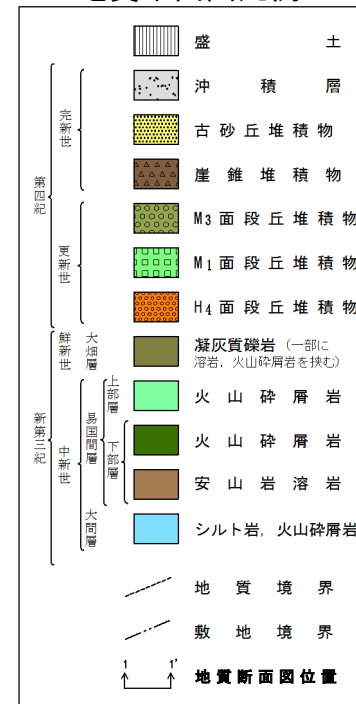 盛土
沖積層
古砂丘堆積物
崖錐堆積物
M3面段丘堆積物
M1面段丘堆積物
H4面段丘堆積物
凝灰質礫岩（一部に
溶岩，火山砕屑岩を挟む）
火山砕屑岩
火山砕屑岩
安山岩溶岩
シルト岩，火山砕屑岩
第四紀
完新世
更新世
新第三紀
鮮新世
大畑層
中新世
易国間層
上部層
下部層
大間層
地質境界
敷地境界
1 1' 地質断面図位置